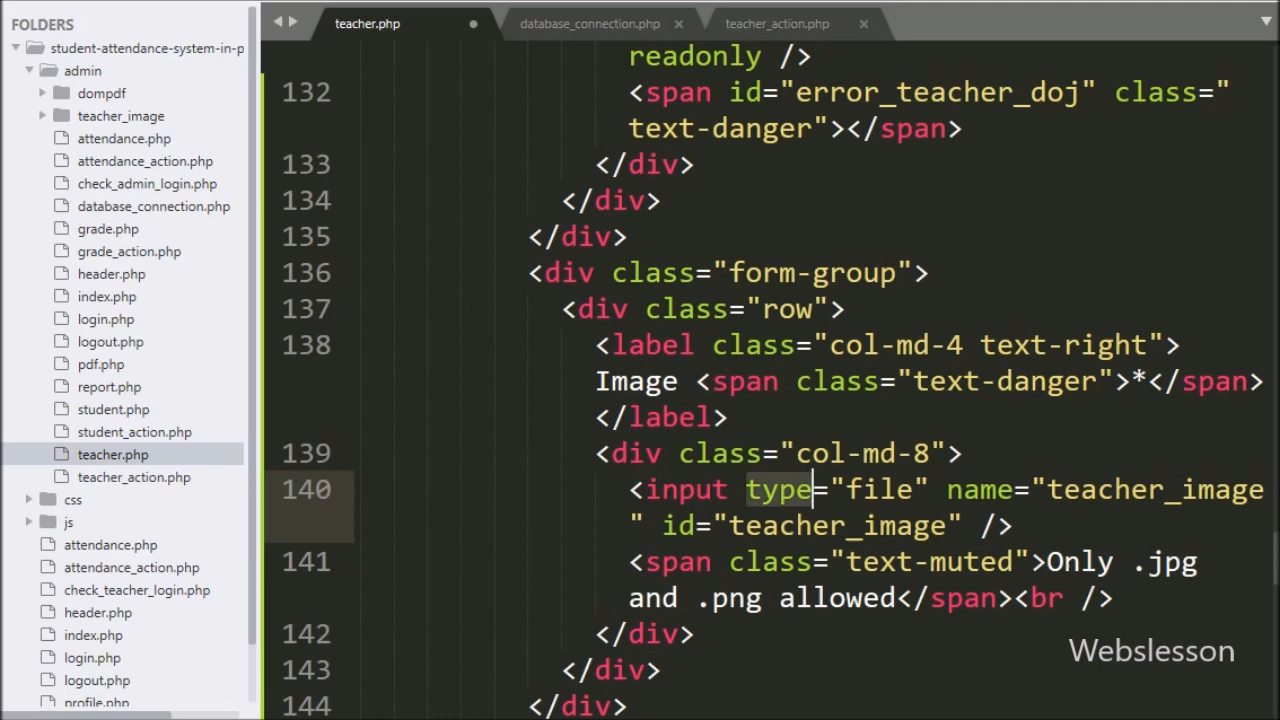 FOLDERS
student-attendance-system-in-p
admin
dompdf
teacher_image
attendance.php
attendance_action.php
check_admin_login.php
database_connection.php
grade.php
grade_action.php
header.php
index.php
login.php
logout.php
pdf.php
report.php
student.php
student_action.php
teacher.php
teacher_action.php
css
js
attendance.php
attendance_action.php
check_teacher_login.php
header.php
index.php
login.php
logout.php
profile.php
teacher.php
database_connection.php
teacher_action.php
readonly />
132 <span id="error_teacher_doj" class="
text-danger"></span>
133 </div>
134 </div>
135 </div>
136 <div class="form-group">
137 <div class="row">
138 <label class="col-md-4 text-right">
Image <span class="text-danger">*</span>
</label>
139 <div class="col-md-8">
140 <input type="file" name="teacher_image
" id="teacher_image" />
141 <span class="text-muted">Only .jpg
and .png allowed</span><br />
142 </div>
143 </div>
144 </div>
Webslesson